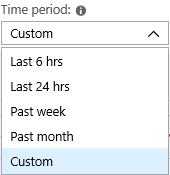 Time period:
Custom
Last 6 hrs
Last 24 hrs
Past week
Past month
Custom